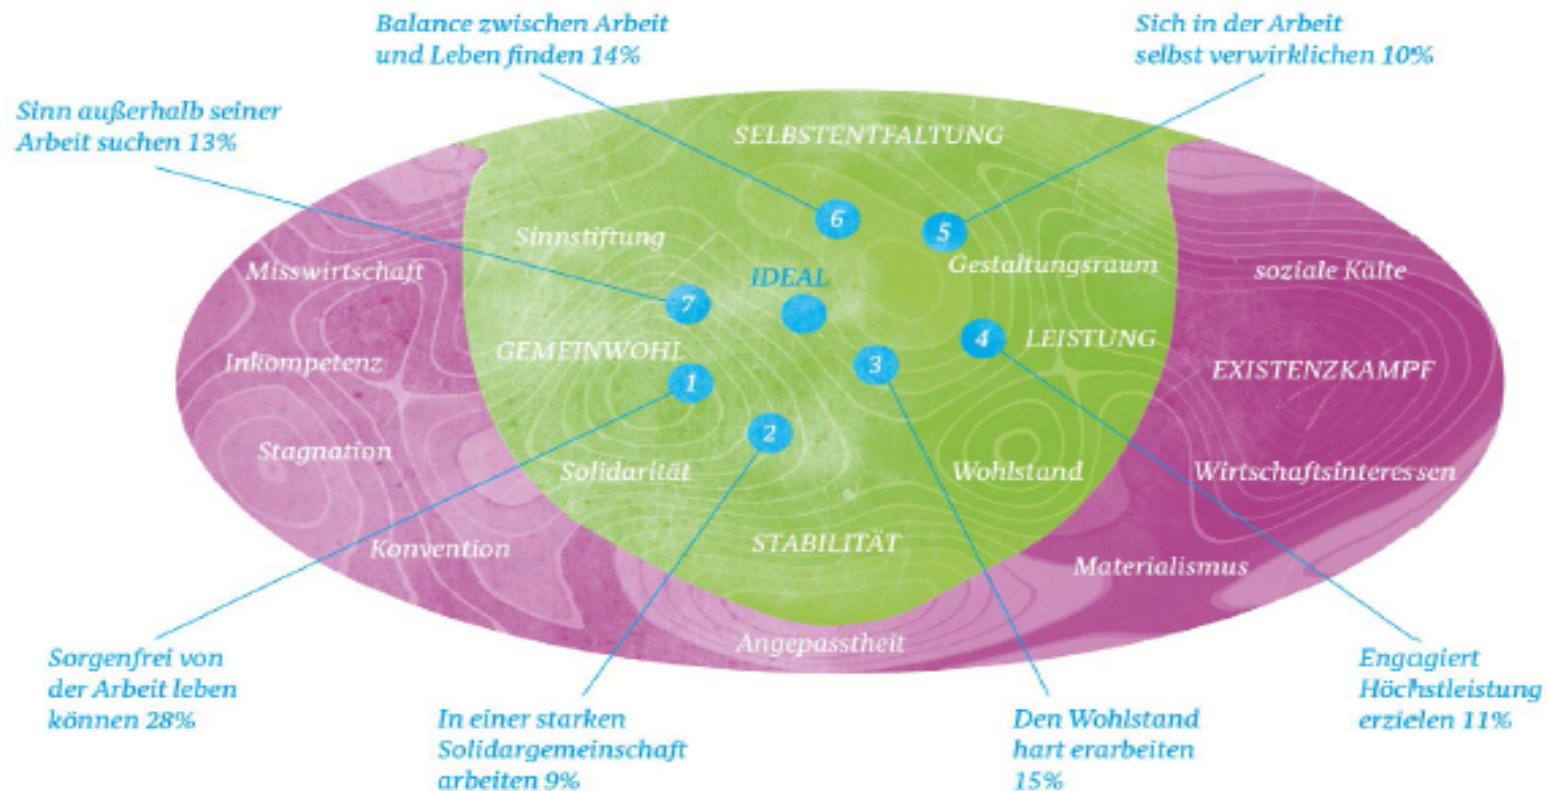 Balance zwischen Arbeit
und Leben finden 14%
Sich in der Arbeit
selbst verwirklichen 10%
Sinn außerhalb seiner
Arbeit suchen 13%
SELBSTENTFALTUNG
6
5
Sinnstiftung
Gestaltungsraum
Misswirtschaft
soziale Kälte
IDEAL
7
4
LEISTUNG
GEMEINWOHL
3
Inkompetenz
EXISTENZKAMPF
1
2
Stagnation
Solidarität
Wohlstand
Wirtschaftsinteressen
Konvention
STABILITÄT
Materialismus
Angepasstheit
Sorgenfrei von
der Arbeit leben
können 28%
In einer starken
Solidargemeinschaft
arbeiten 9%
Den Wohlstand
hart erarbeiten
15%
Engagiert
Höchstleistung
erzielen 11%